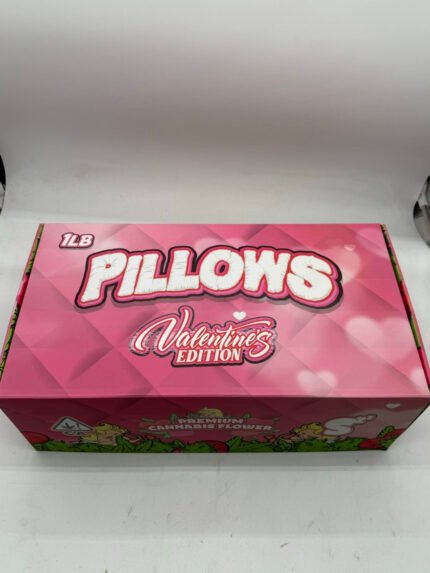 1LB
PILLOWS
Valentine's
EDITION
PREMIUM
CANNABIS FLOWER